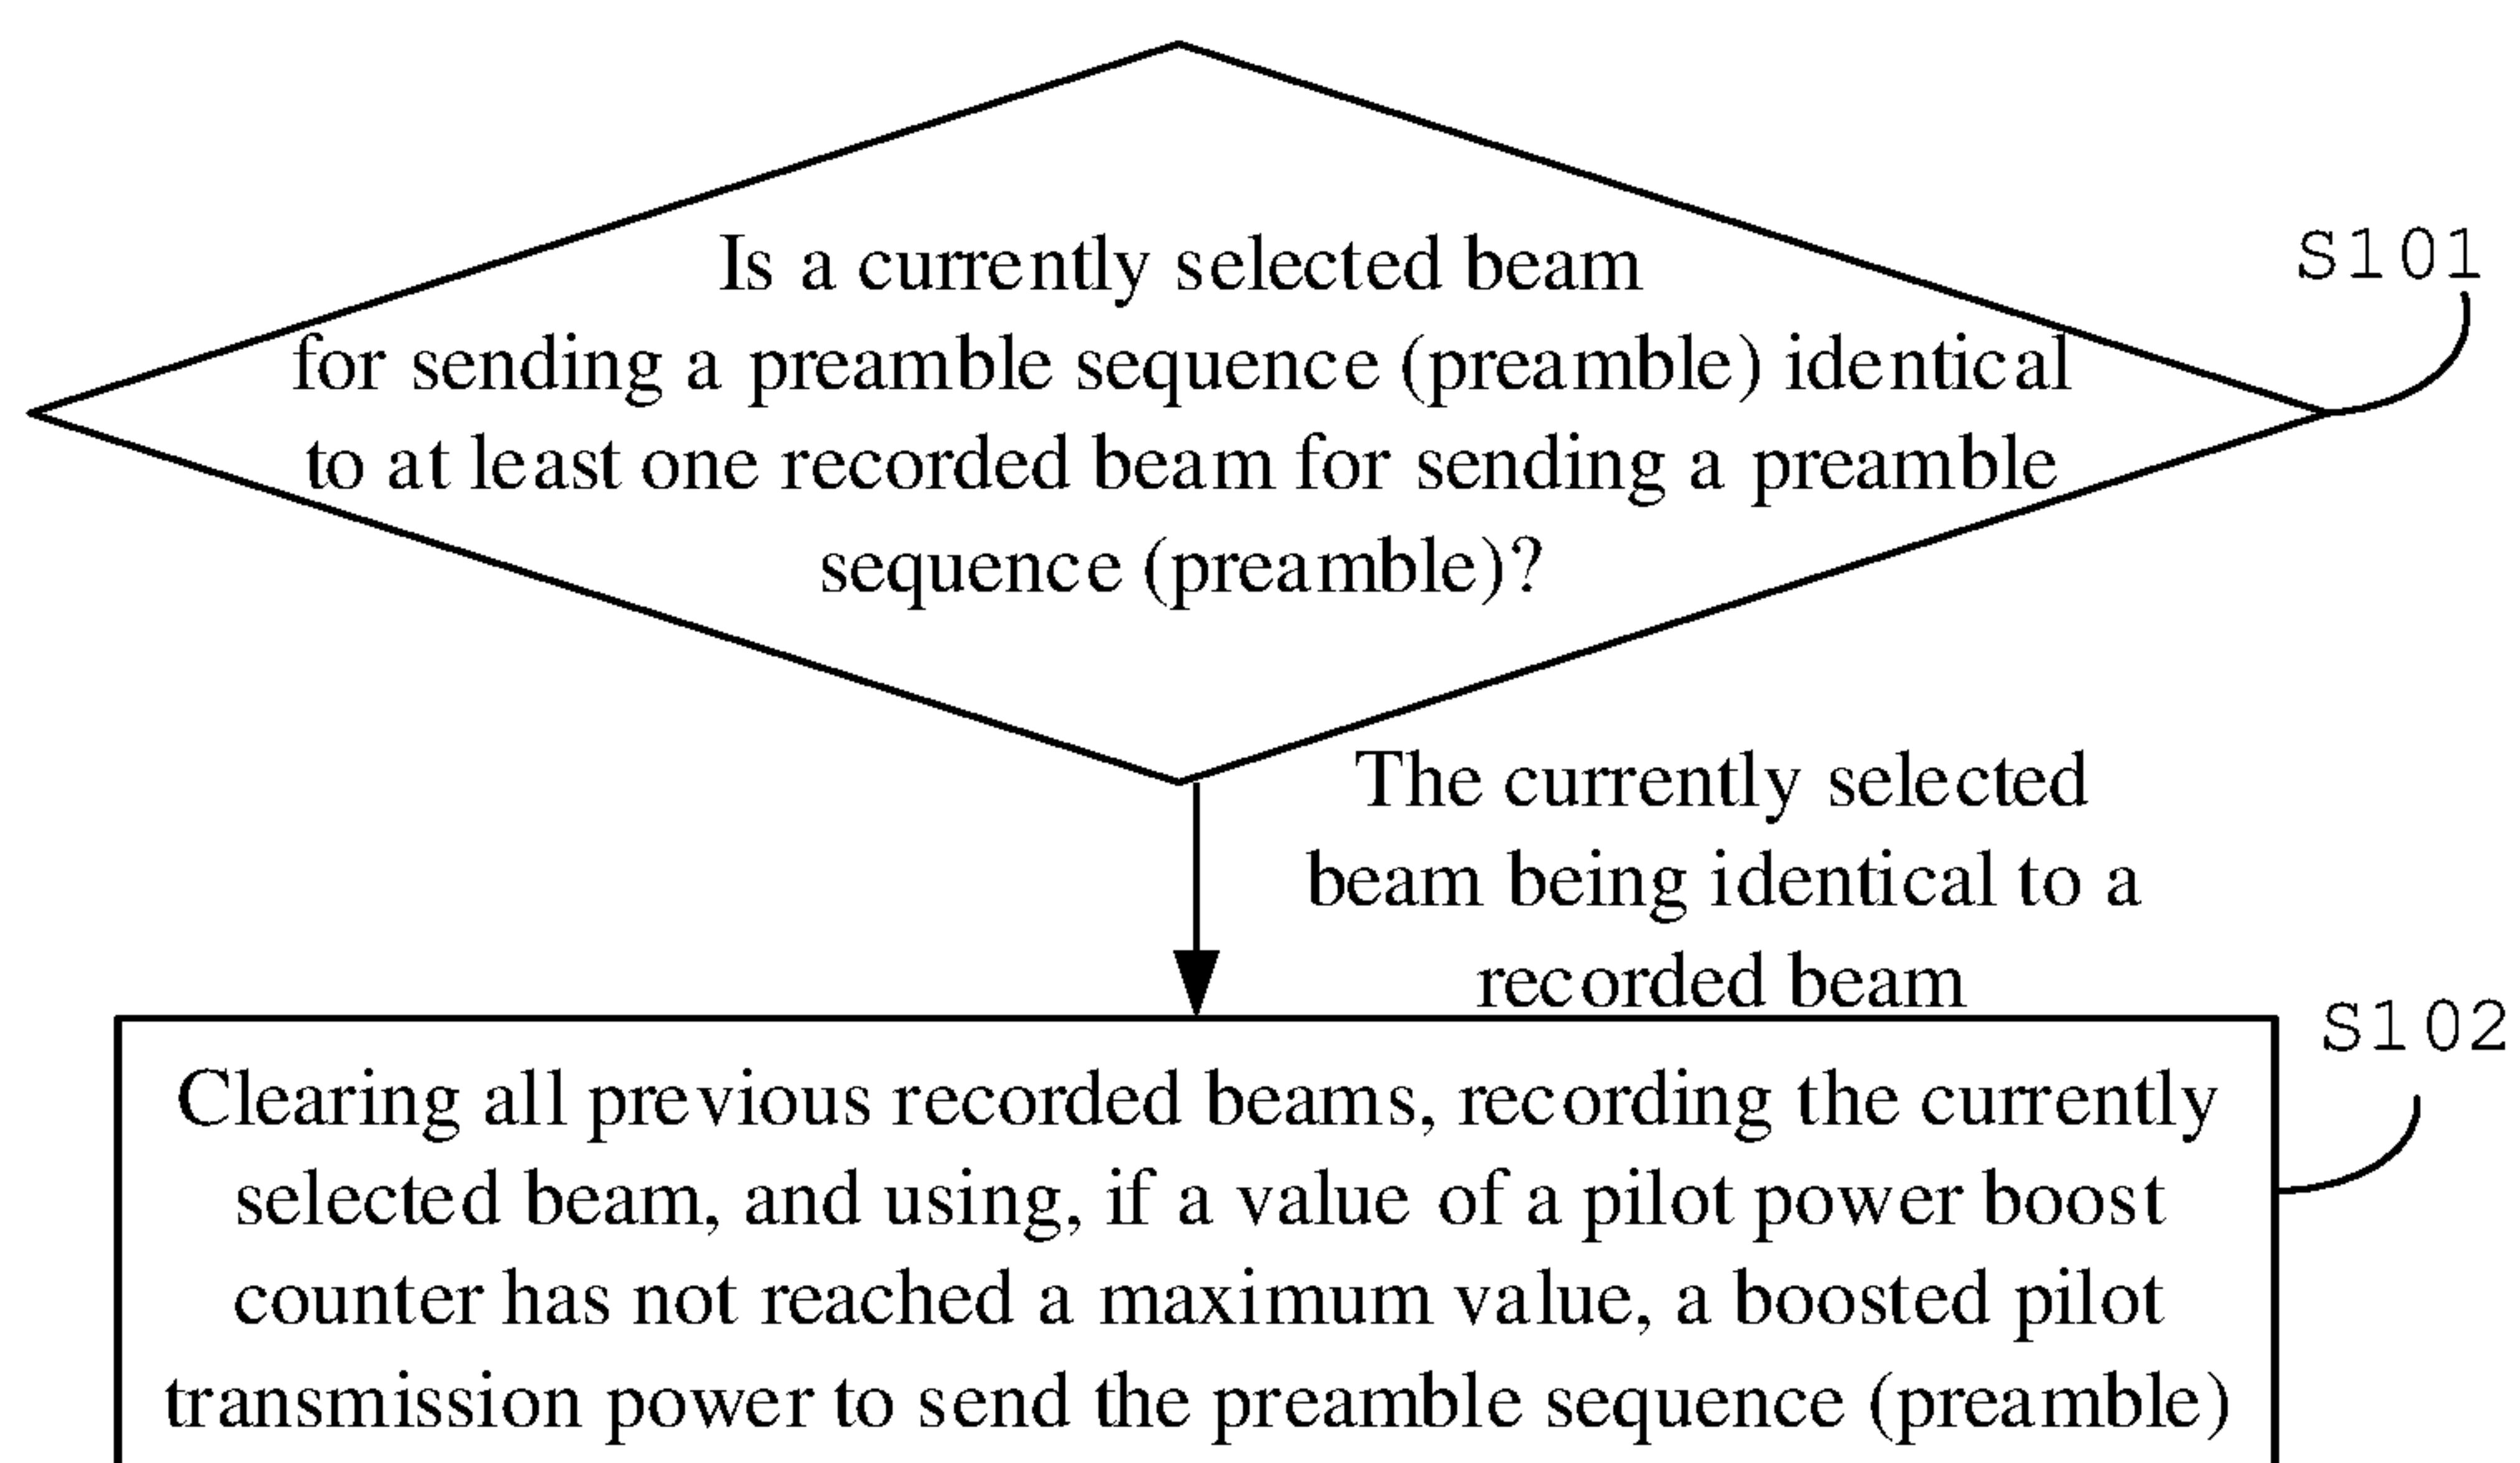 Is a currently selected beam
S101
for sending a preamble sequence (preamble) identical
to at least one recorded beam for sending a preamble
sequence (preamble)?
The currently selected
beam being identical to a
recorded beam
S102
Clearing all previous recorded beams, recording the currently
selected beam, and using, if a value of a pilot power boost
counter has not reached a maximum value, a boosted pilot
transmission power to send the preamble sequence (preamble)